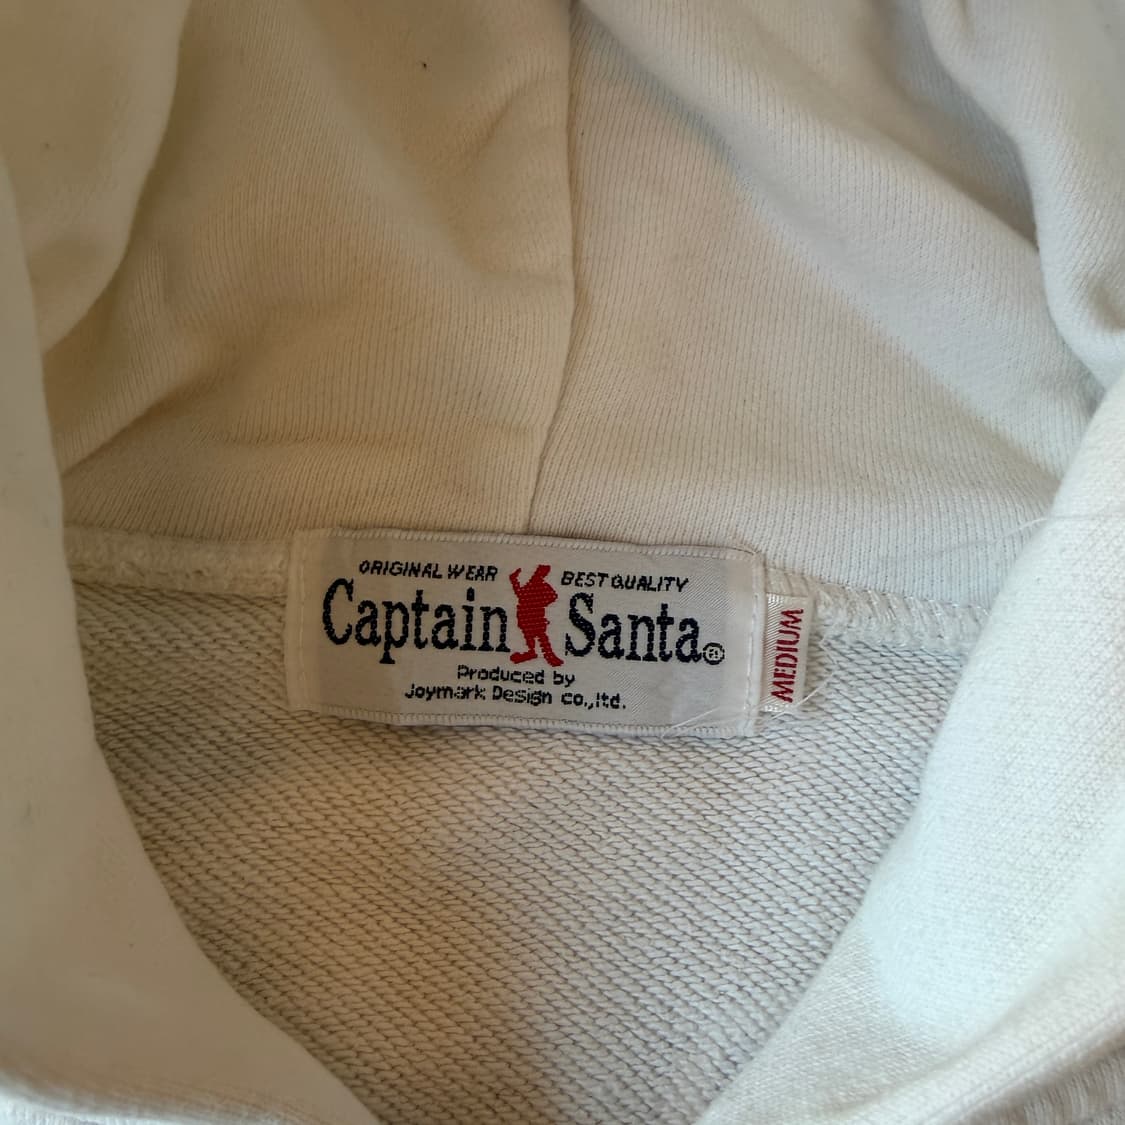 ORIGINAL WEAR BEST QUALITY
Captain Santa®
Produced by
Joymark Design co.,ltd.
MEDIUM